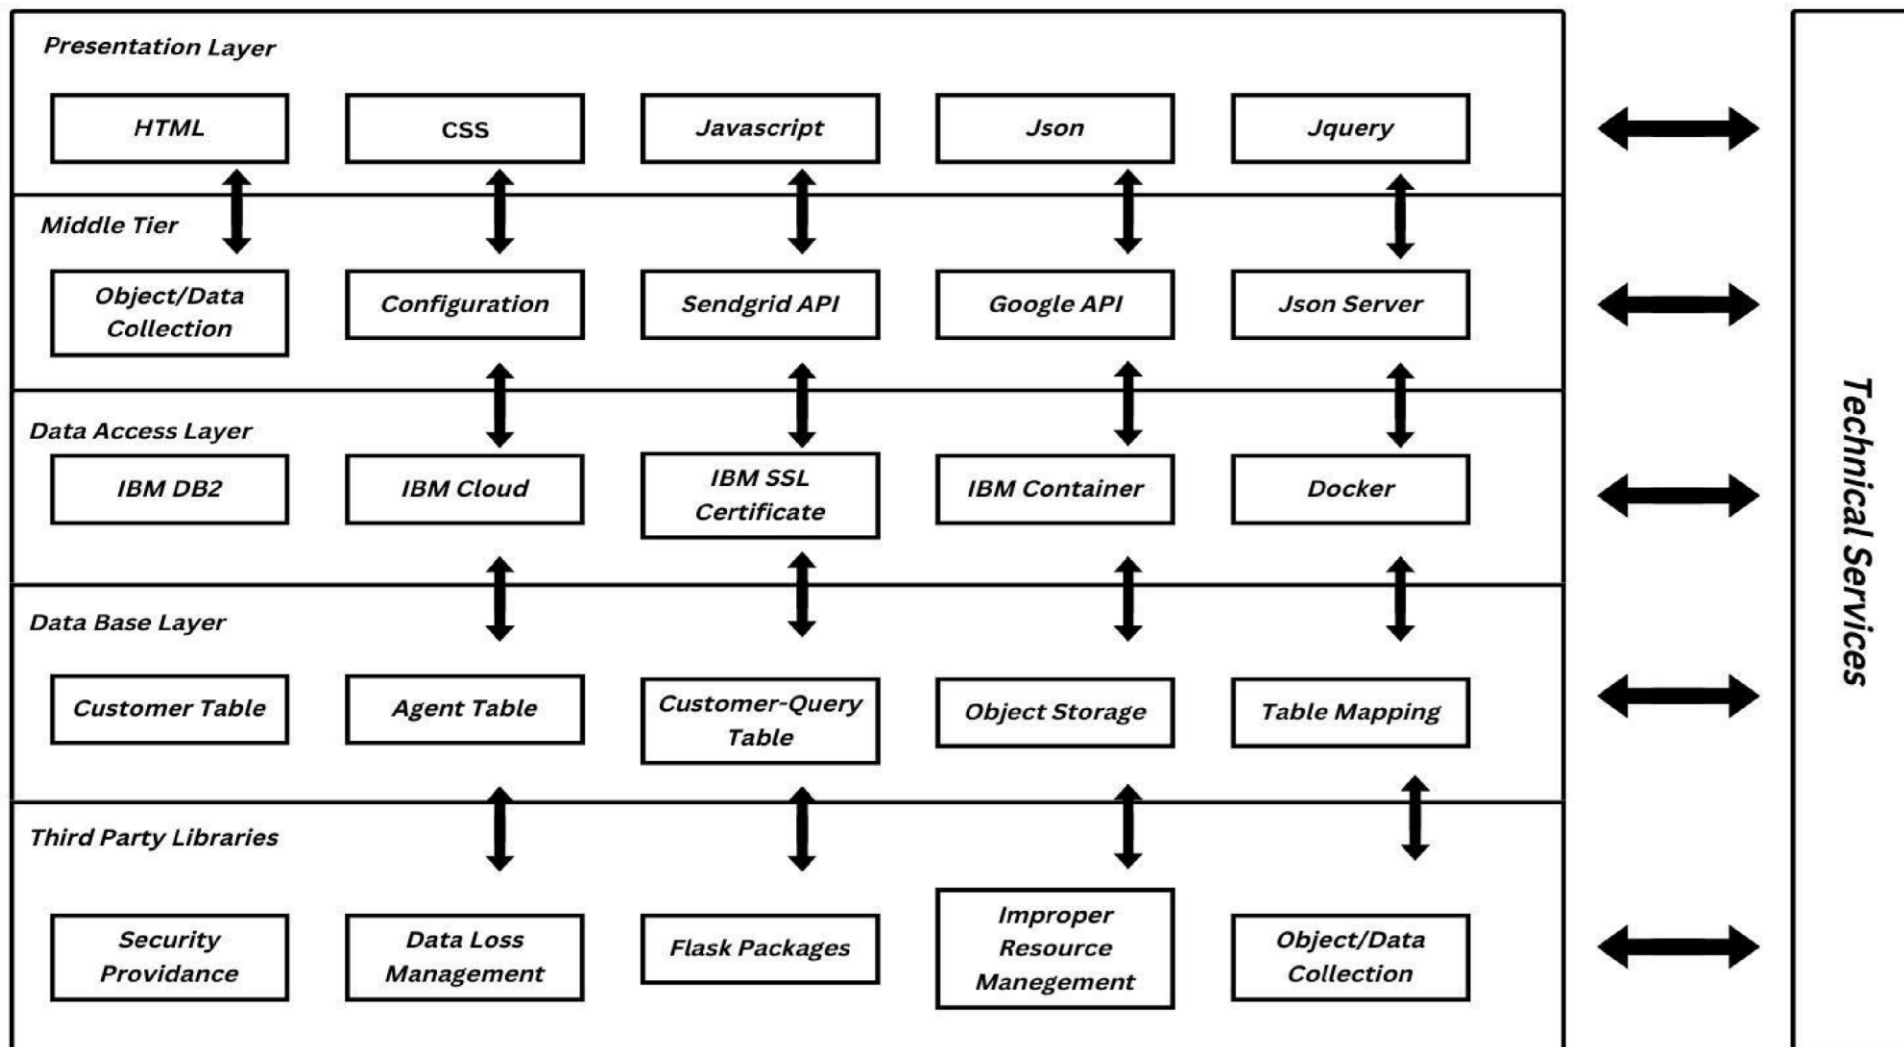 Presentation Layer
HTML
CSS
Javascript
Json
Jquery
Middle Tier
Object/Data
Collection
Configuration
Sendgrid API
Google API
Json Server
Data Access Layer
IBM DB2
IBM Cloud
IBM SSL
Certificate
IBM Container
Docker
Data Base Layer
Customer Table
Agent Table
Customer-Query
Table
Object Storage
Table Mapping
Third Party Libraries
Security
Providance
Data Loss
Management
Flask Packages
Improper
Resource
Manegement
Object/Data
Collection
Technical Services